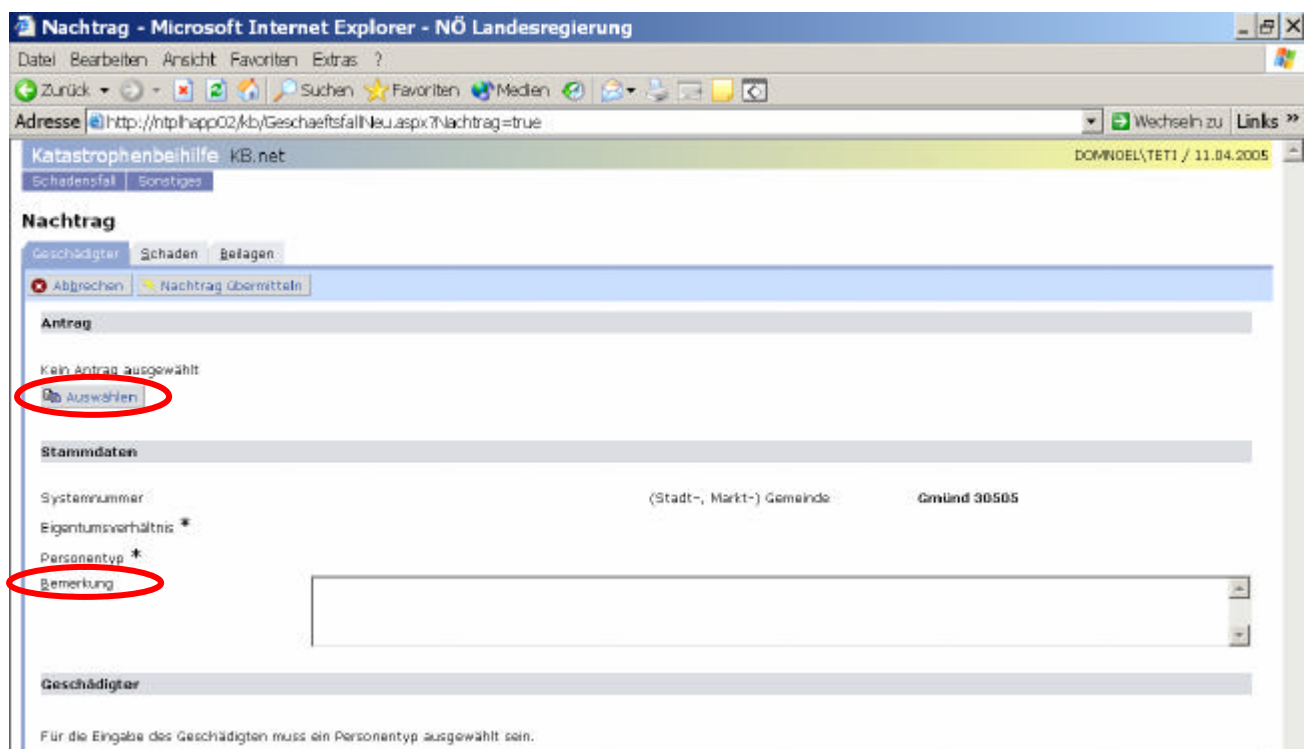 Nachtrag - Microsoft Internet Explorer - NÖ Landesregierung
Datei Bearbeiten Ansicht Favoriten Extras ?
Zurück Suchen Favoriten Medien
Adresse http://ntplhapp02/kb/GeschaeftsfallNeu.aspx?Nachtrag=true Wechseln zu Links »
Katastrophenbeihilfe KB.net DOMNOEL\TETI / 11.04.2005
Schadensfall Sonstiges
Nachtrag
Geschädigter Schaden Beilagen
Abbrechen Nachtrag übermitteln
Antrag
Kein Antrag ausgewählt
Auswählen
Stammdaten
Systemnummer (Stadt-, Markt-) Gemeinde Gmünd 30505
Eigentumsverhältnis *
Personentyp *
Bemerkung
Geschädigter
Für die Eingabe des Geschädigten muss ein Personentyp ausgewählt sein.